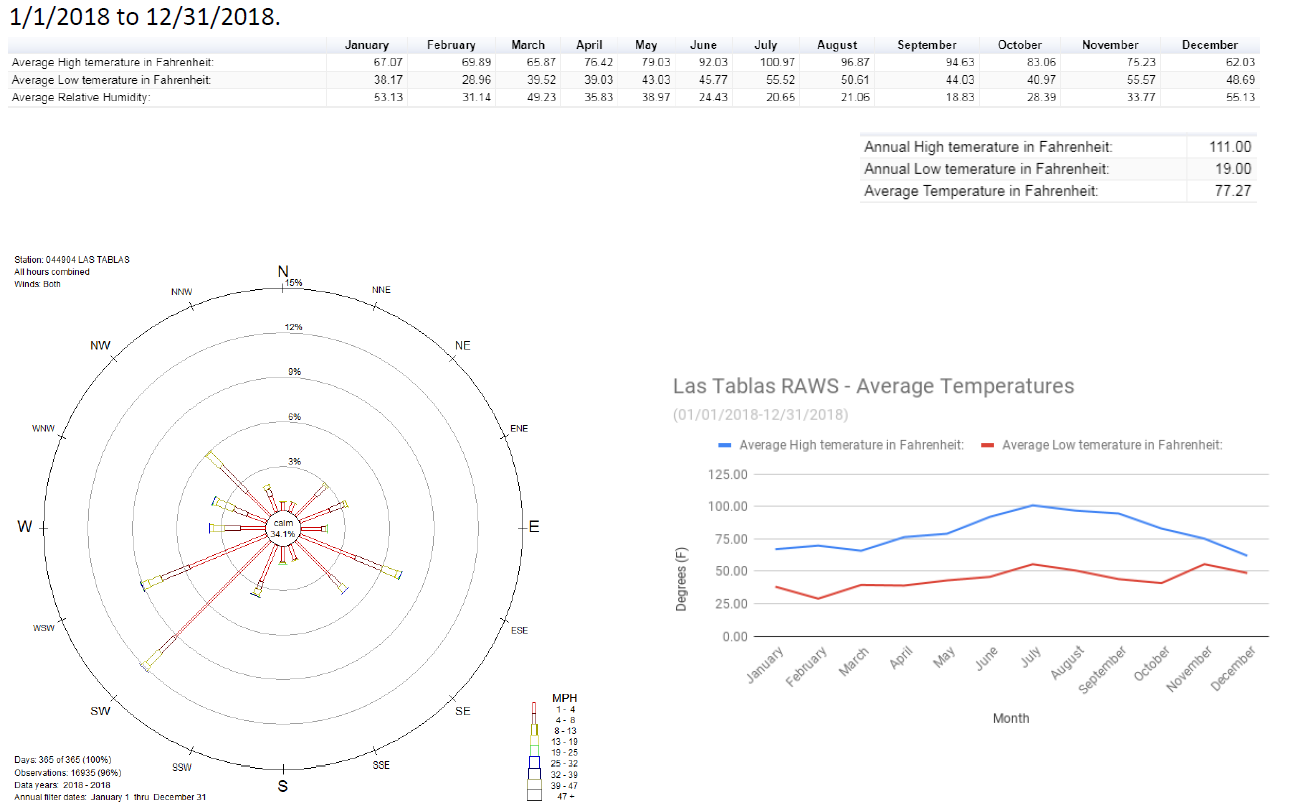 1/1/2018 to 12/31/2018.
January February March April May June July August September October November December
Average High temerature in Fahrenheit: 67.07 69.89 65.87 76.42 79.03 92.03 100.97 96.87 94.63 83.06 75.23 62.03
Average Low temerature in Fahrenheit: 38.17 28.96 39.52 39.03 43.03 45.77 55.52 50.61 44.03 40.97 55.57 48.69
Average Relative Humidity: 53.13 31.14 49.23 35.83 38.97 24.43 20.65 21.06 18.83 28.39 33.77 55.13
Annual High temerature in Fahrenheit: 111.00
Annual Low temerature in Fahrenheit: 19.00
Average Temperature in Fahrenheit: 77.27
Station: 044904 LAS TABLAS
All hours combined
Winds: Both
N
15%
NNW NNE
12%
NW NE
9%
6%
WNW ENE
3%
calm
34.1%
W E
WSW ESE
SW SE
SSW SSE
S
MPH
1 - 4
4 - 8
8 - 13
13 - 19
19 - 25
25 - 32
32 - 39
39 - 47
47 +
Days: 365 of 365 (100%)
Observations: 16935 (96%)
Data years: 2018 - 2018
Annual filter dates: January 1 thru December 31
Las Tablas RAWS - Average Temperatures
(01/01/2018-12/31/2018)
Average High temerature in Fahrenheit: Average Low temerature in Fahrenheit:
125.00
100.00
75.00
50.00
25.00
0.00
Degrees (F)
January February March April May June July August September October November December
Month